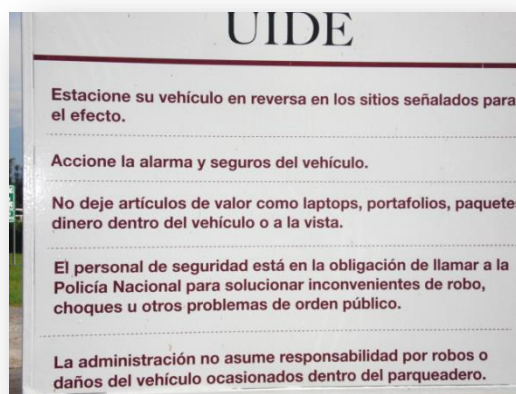 UIDE
Estacione su vehículo en reversa en los sitios señalados para
el efecto.
Accione la alarma y seguros del vehículo.
No deje artículos de valor como laptops, portafolios, paquetes
dinero dentro del vehículo o a la vista.
El personal de seguridad está en la obligación de llamar a la
Policía Nacional para solucionar inconvenientes de robo,
choques u otros problemas de orden público.
La administración no asume responsabilidad por robos o
daños del vehículo ocasionados dentro del parqueadero.